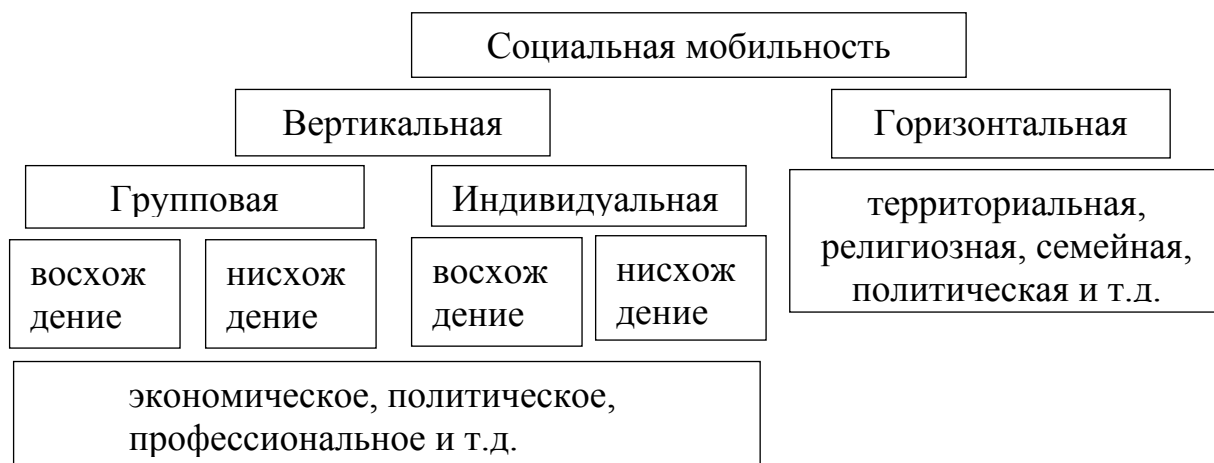 Социальная мобильность
Вертикальная
Горизонтальная
Групповая
Индивидуальная
территориальная,
религиозная, семейная,
политическая и т.д.
восхож
дение
нисхож
дение
восхож
дение
нисхож
дение
экономическое, политическое,
профессиональное и т.д.